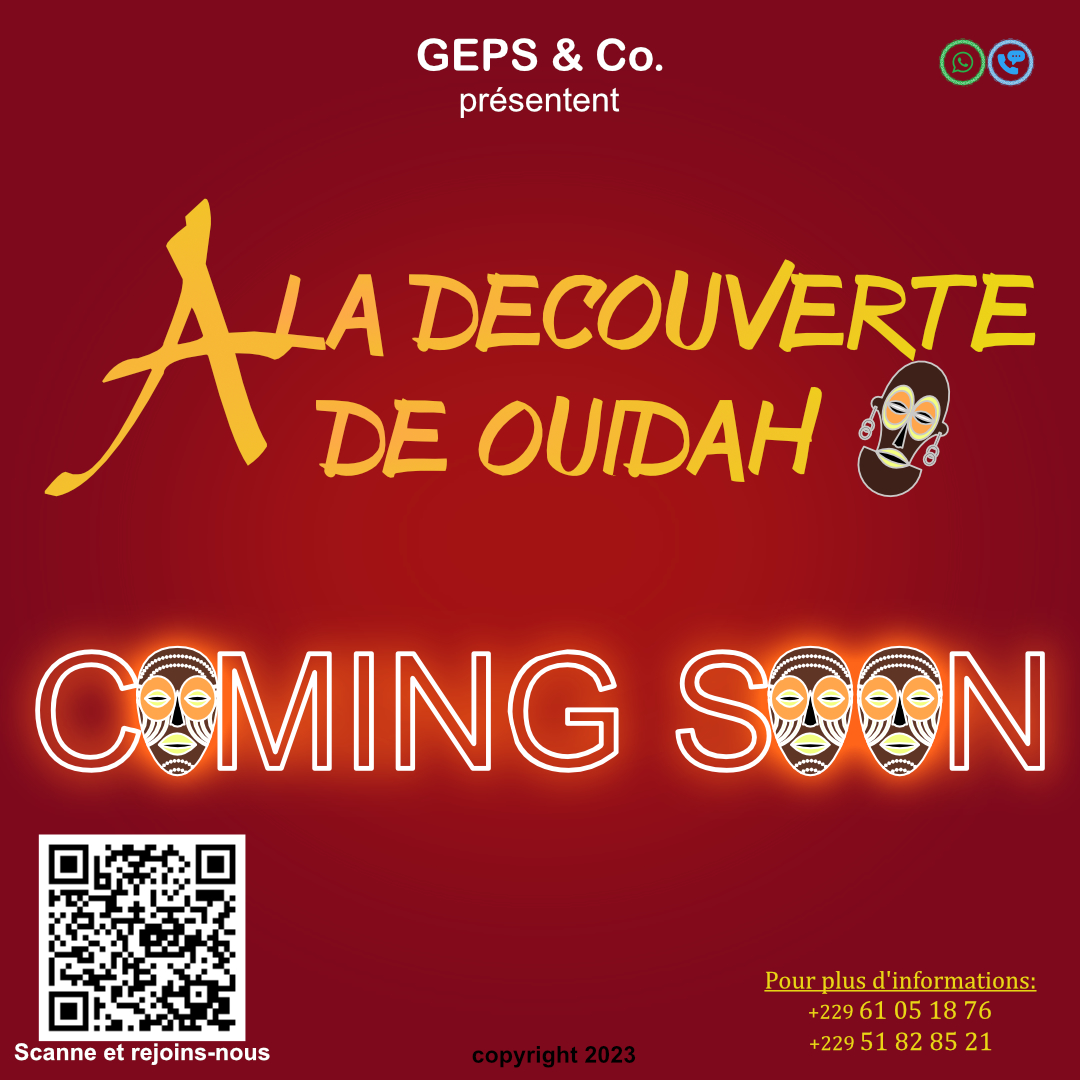 GEPS & Co.
présentent
A LA DECOUVERTE
DE OUIDAH
COMING SOON
Scanne et rejoins-nous
copyright 2023
Pour plus d'informations:
+229 61 05 18 76
+229 51 82 85 21